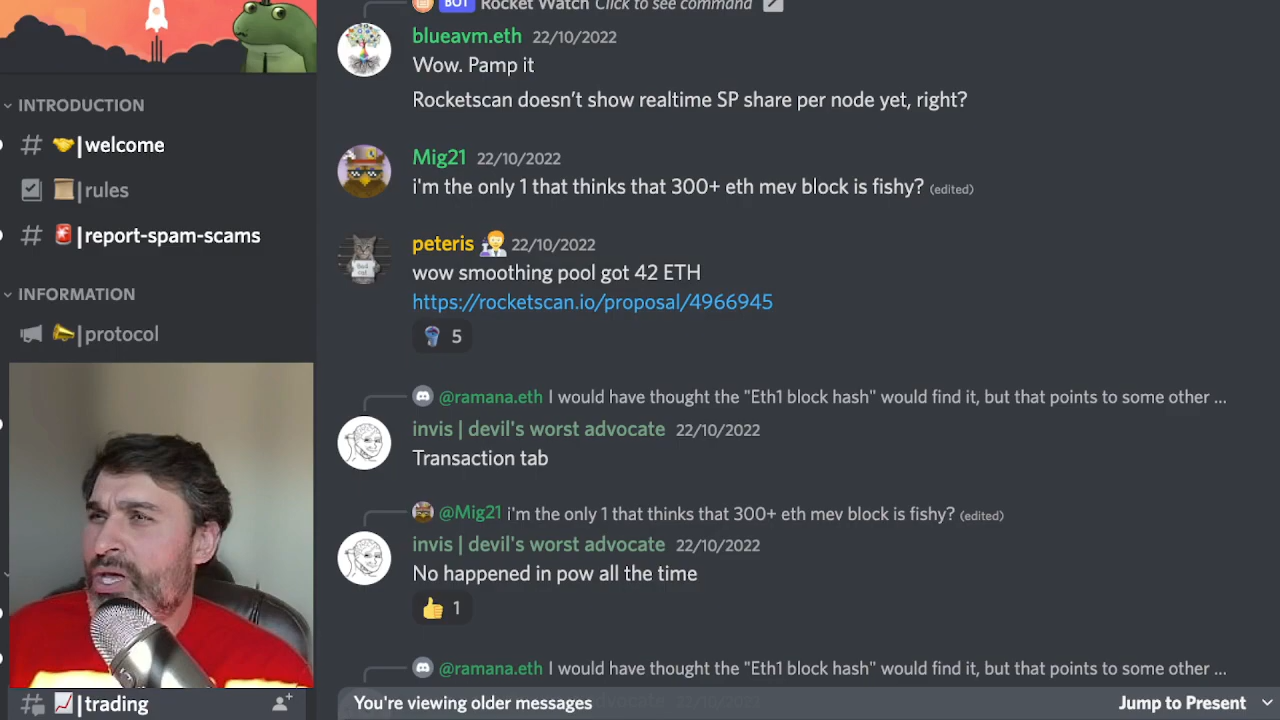 BOT Rocket Watch Click to see command
blueavm.eth 22/10/2022
Wow. Pamp it
Rocketscan doesn't show realtime SP share per node yet, right?
INTRODUCTION
# |welcome
|rules
# |report-spam-scams
INFORMATION
|protocol
# |trading
Mig21 22/10/2022
i'm the only 1 that thinks that 300+ eth mev block is fishy? (edited)
peteris 22/10/2022
wow smoothing pool got 42 ETH
https://rocketscan.io/proposal/4966945
5
@ramana.eth I would have thought the "Eth1 block hash" would find it, but that points to some other ...
invis | devil's worst advocate 22/10/2022
Transaction tab
@Mig21 i'm the only 1 that thinks that 300+ eth mev block is fishy? (edited)
invis | devil's worst advocate 22/10/2022
No happened in pow all the time
1
@ramana.eth I would have thought the "Eth1 block hash" would find it, but that points to some other ...
You're viewing older messages
Jump to Present